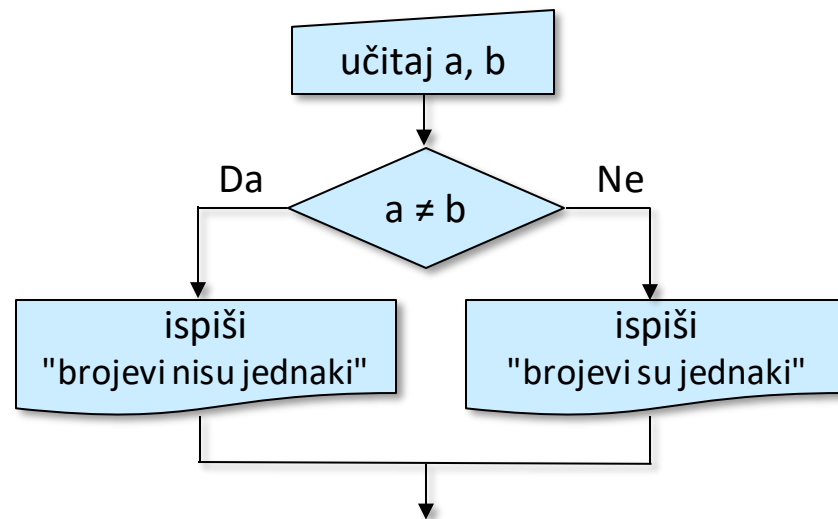 učitaj a, b
Da
Ne
a ≠ b
ispiši
"brojevi nisu jednaki"
ispiši
"brojevi su jednaki"